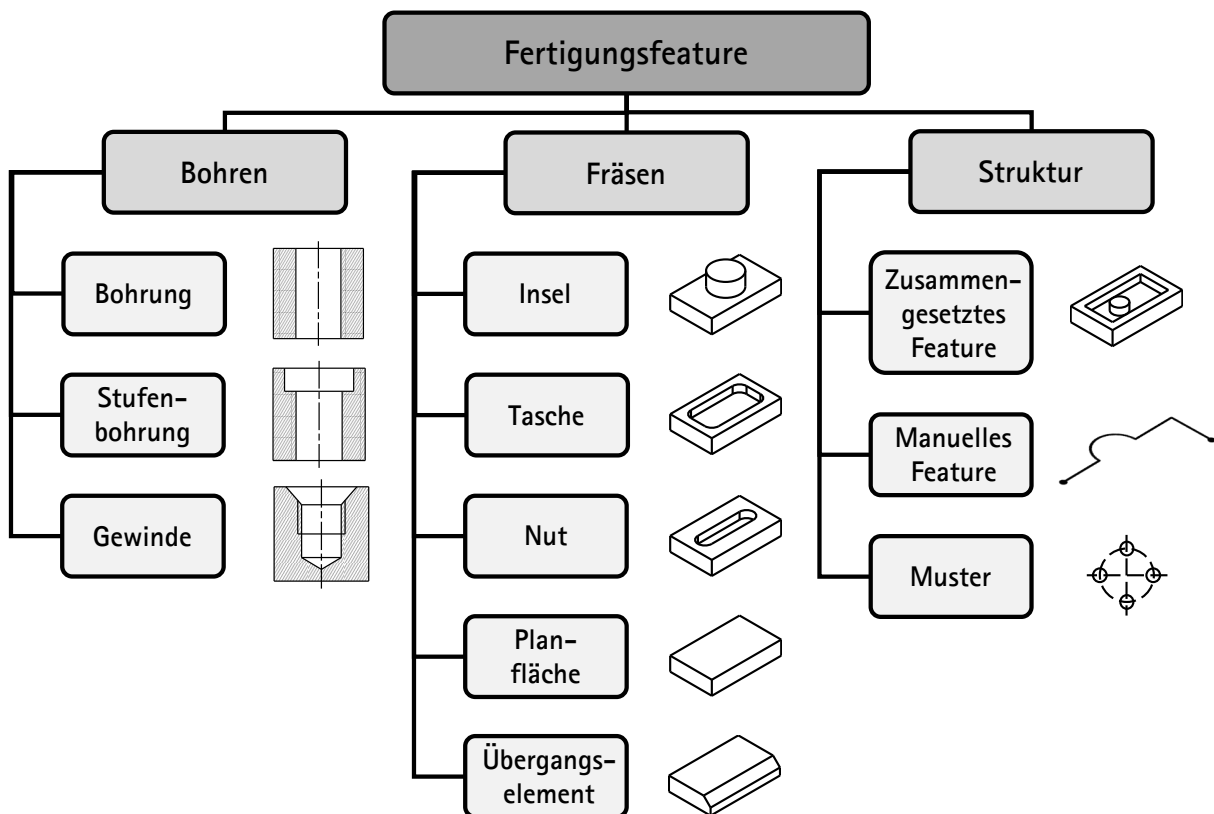 Fertigungsfeature
Bohren
Fräsen
Struktur
Bohrung
Stufen-
bohrung
Gewinde
Insel
Tasche
Nut
Plan-
fläche
Übergangs-
element
Zusammen-
gesetztes
Feature
Manuelles
Feature
Muster